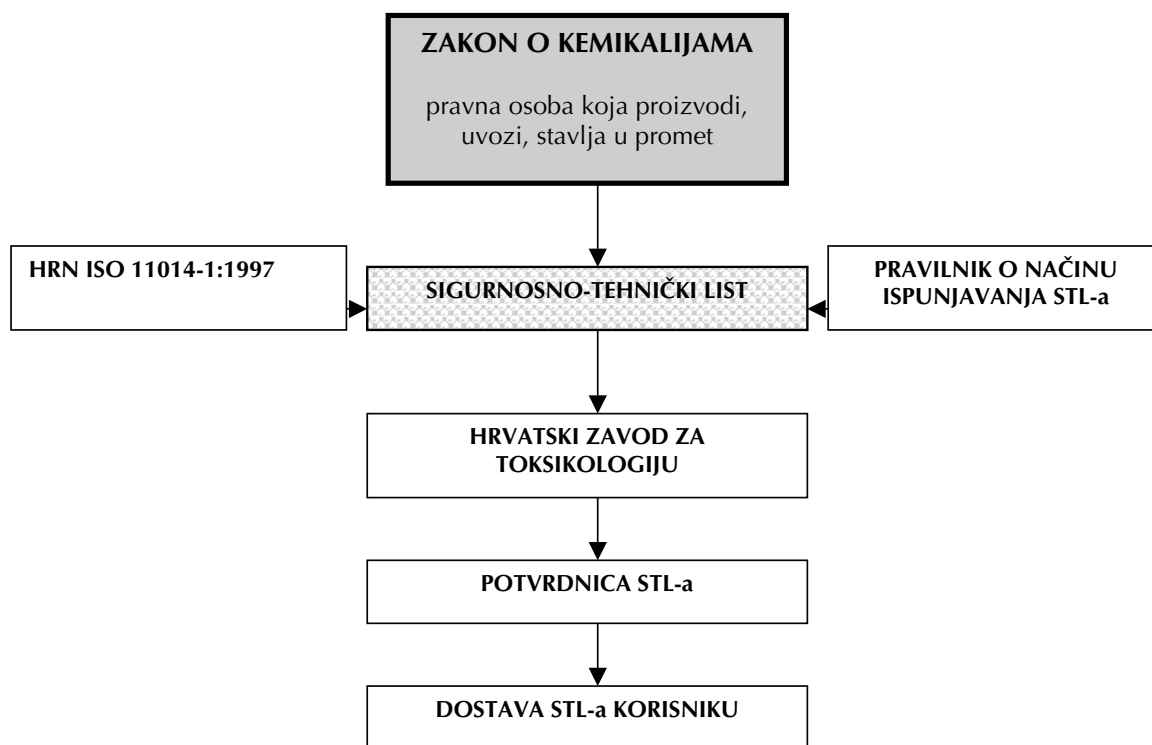 ZAKON O KEMIKALIJAMA
pravna osoba koja proizvodi,
uvozi, stavlja u promet
HRN ISO 11014-1:1997
SIGURNOSNO-TEHNIČKI LIST
PRAVILNIK O NAČINU
ISPUNJAVANJA STL-a
HRVATSKI ZAVOD ZA
TOKSIKOLOGIJU
POTVRDNICA STL-a
DOSTAVA STL-a KORISNIKU